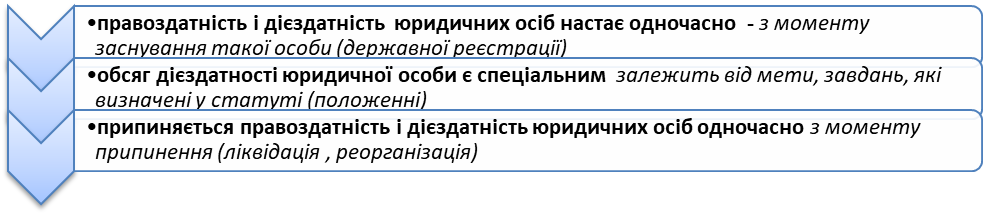 •правоздатність і дієздатність юридичних осіб настає одночасно - з моменту
заснування такої особи (державної реєстрації)
•обсяг дієздатності юридичної особи є спеціальним залежить від мети, завдань, які
визначені у статуті (положенні)
•припиняється правоздатність і дієздатність юридичних осіб одночасно з моменту
припинення (ліквідація , реорганізація)